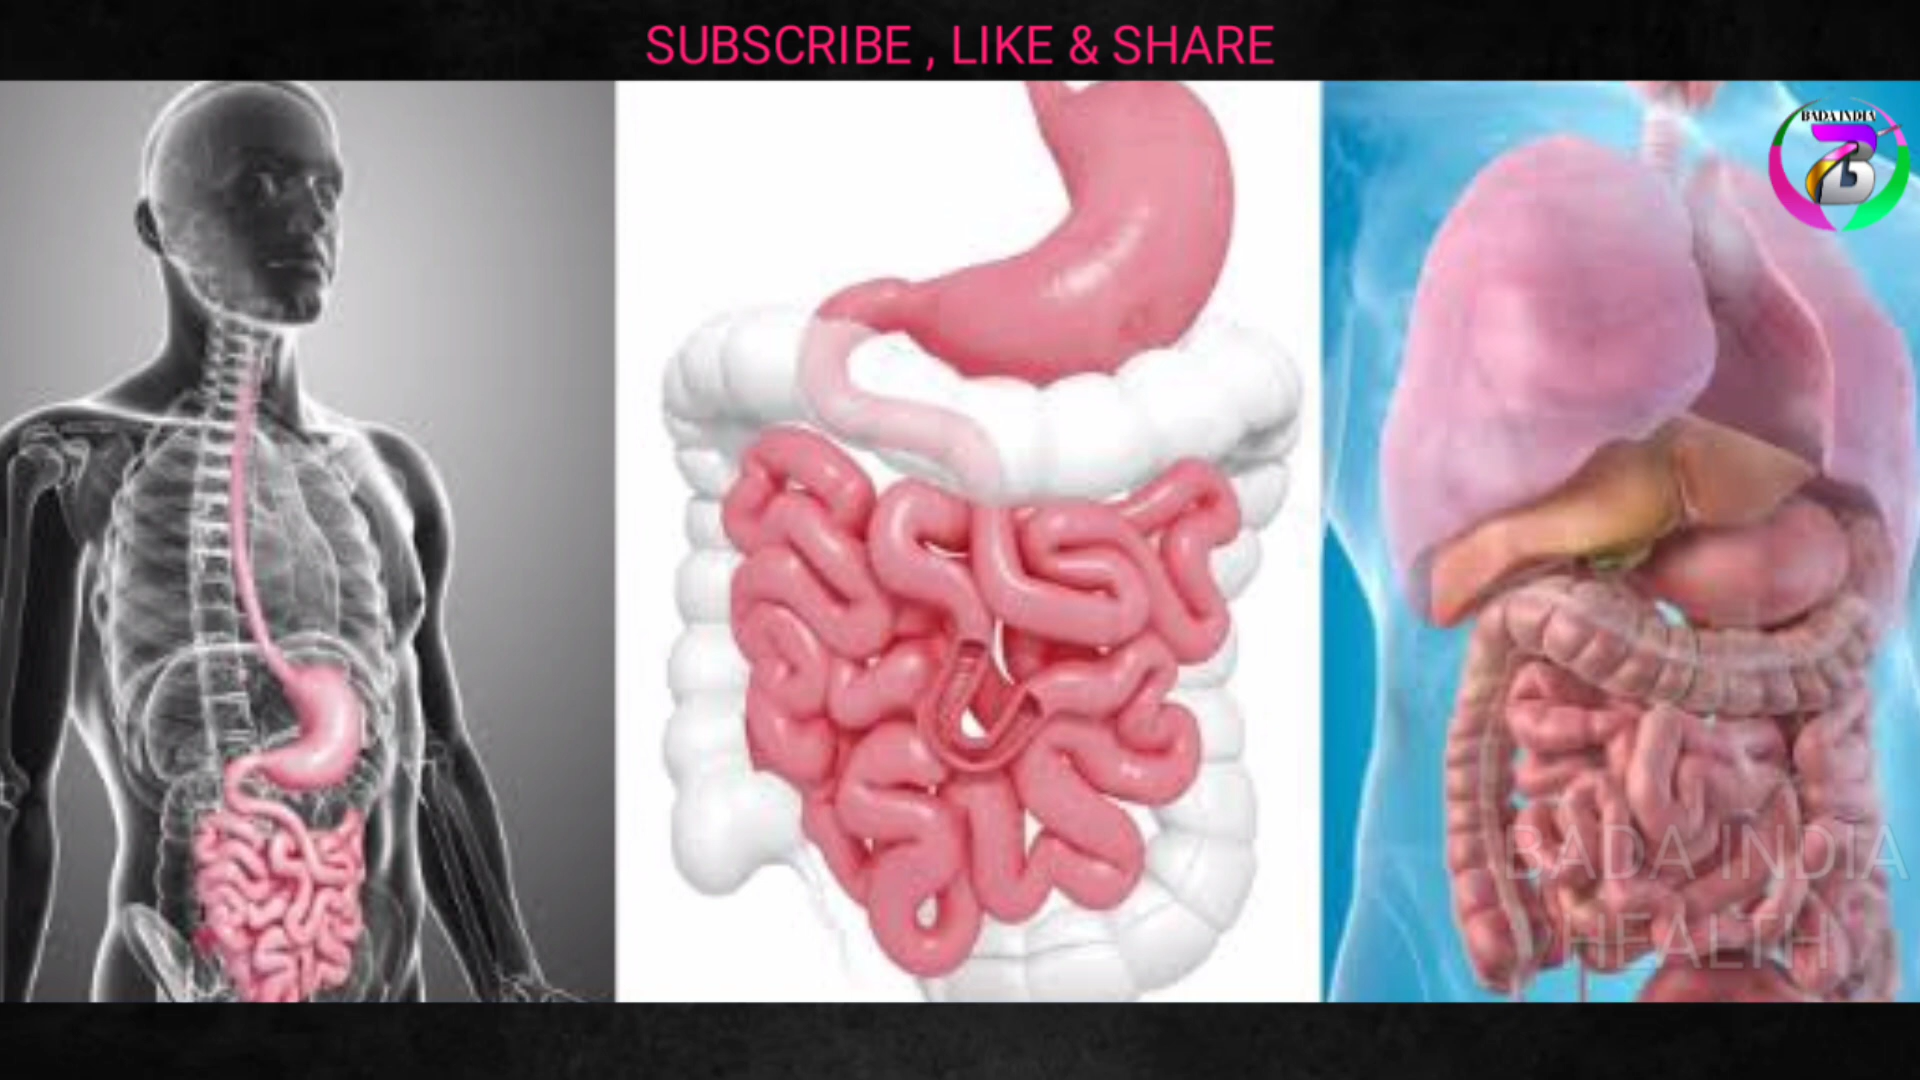 SUBSCRIBE , LIKE & SHARE
BADA INDIA
B
BADA INDIA
HEALTH